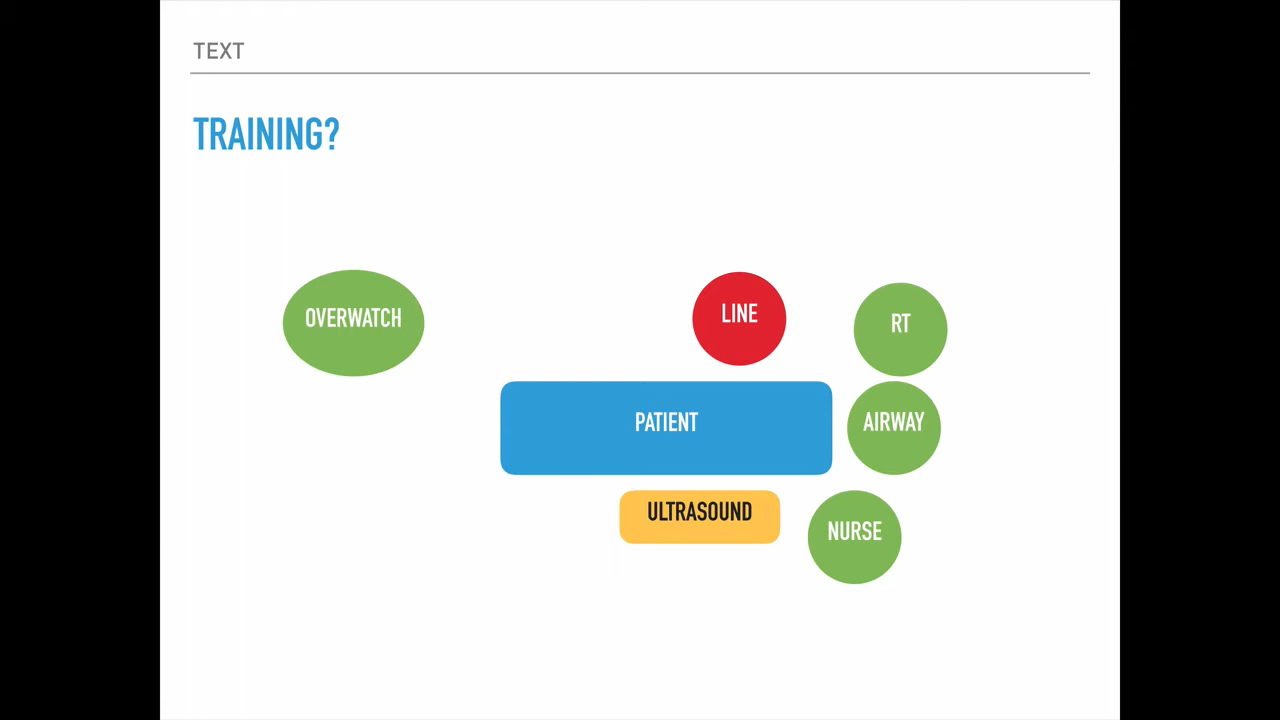 TEXT
TRAINING?
OVERWATCH
LINE
RT
PATIENT
AIRWAY
ULTRASOUND
NURSE